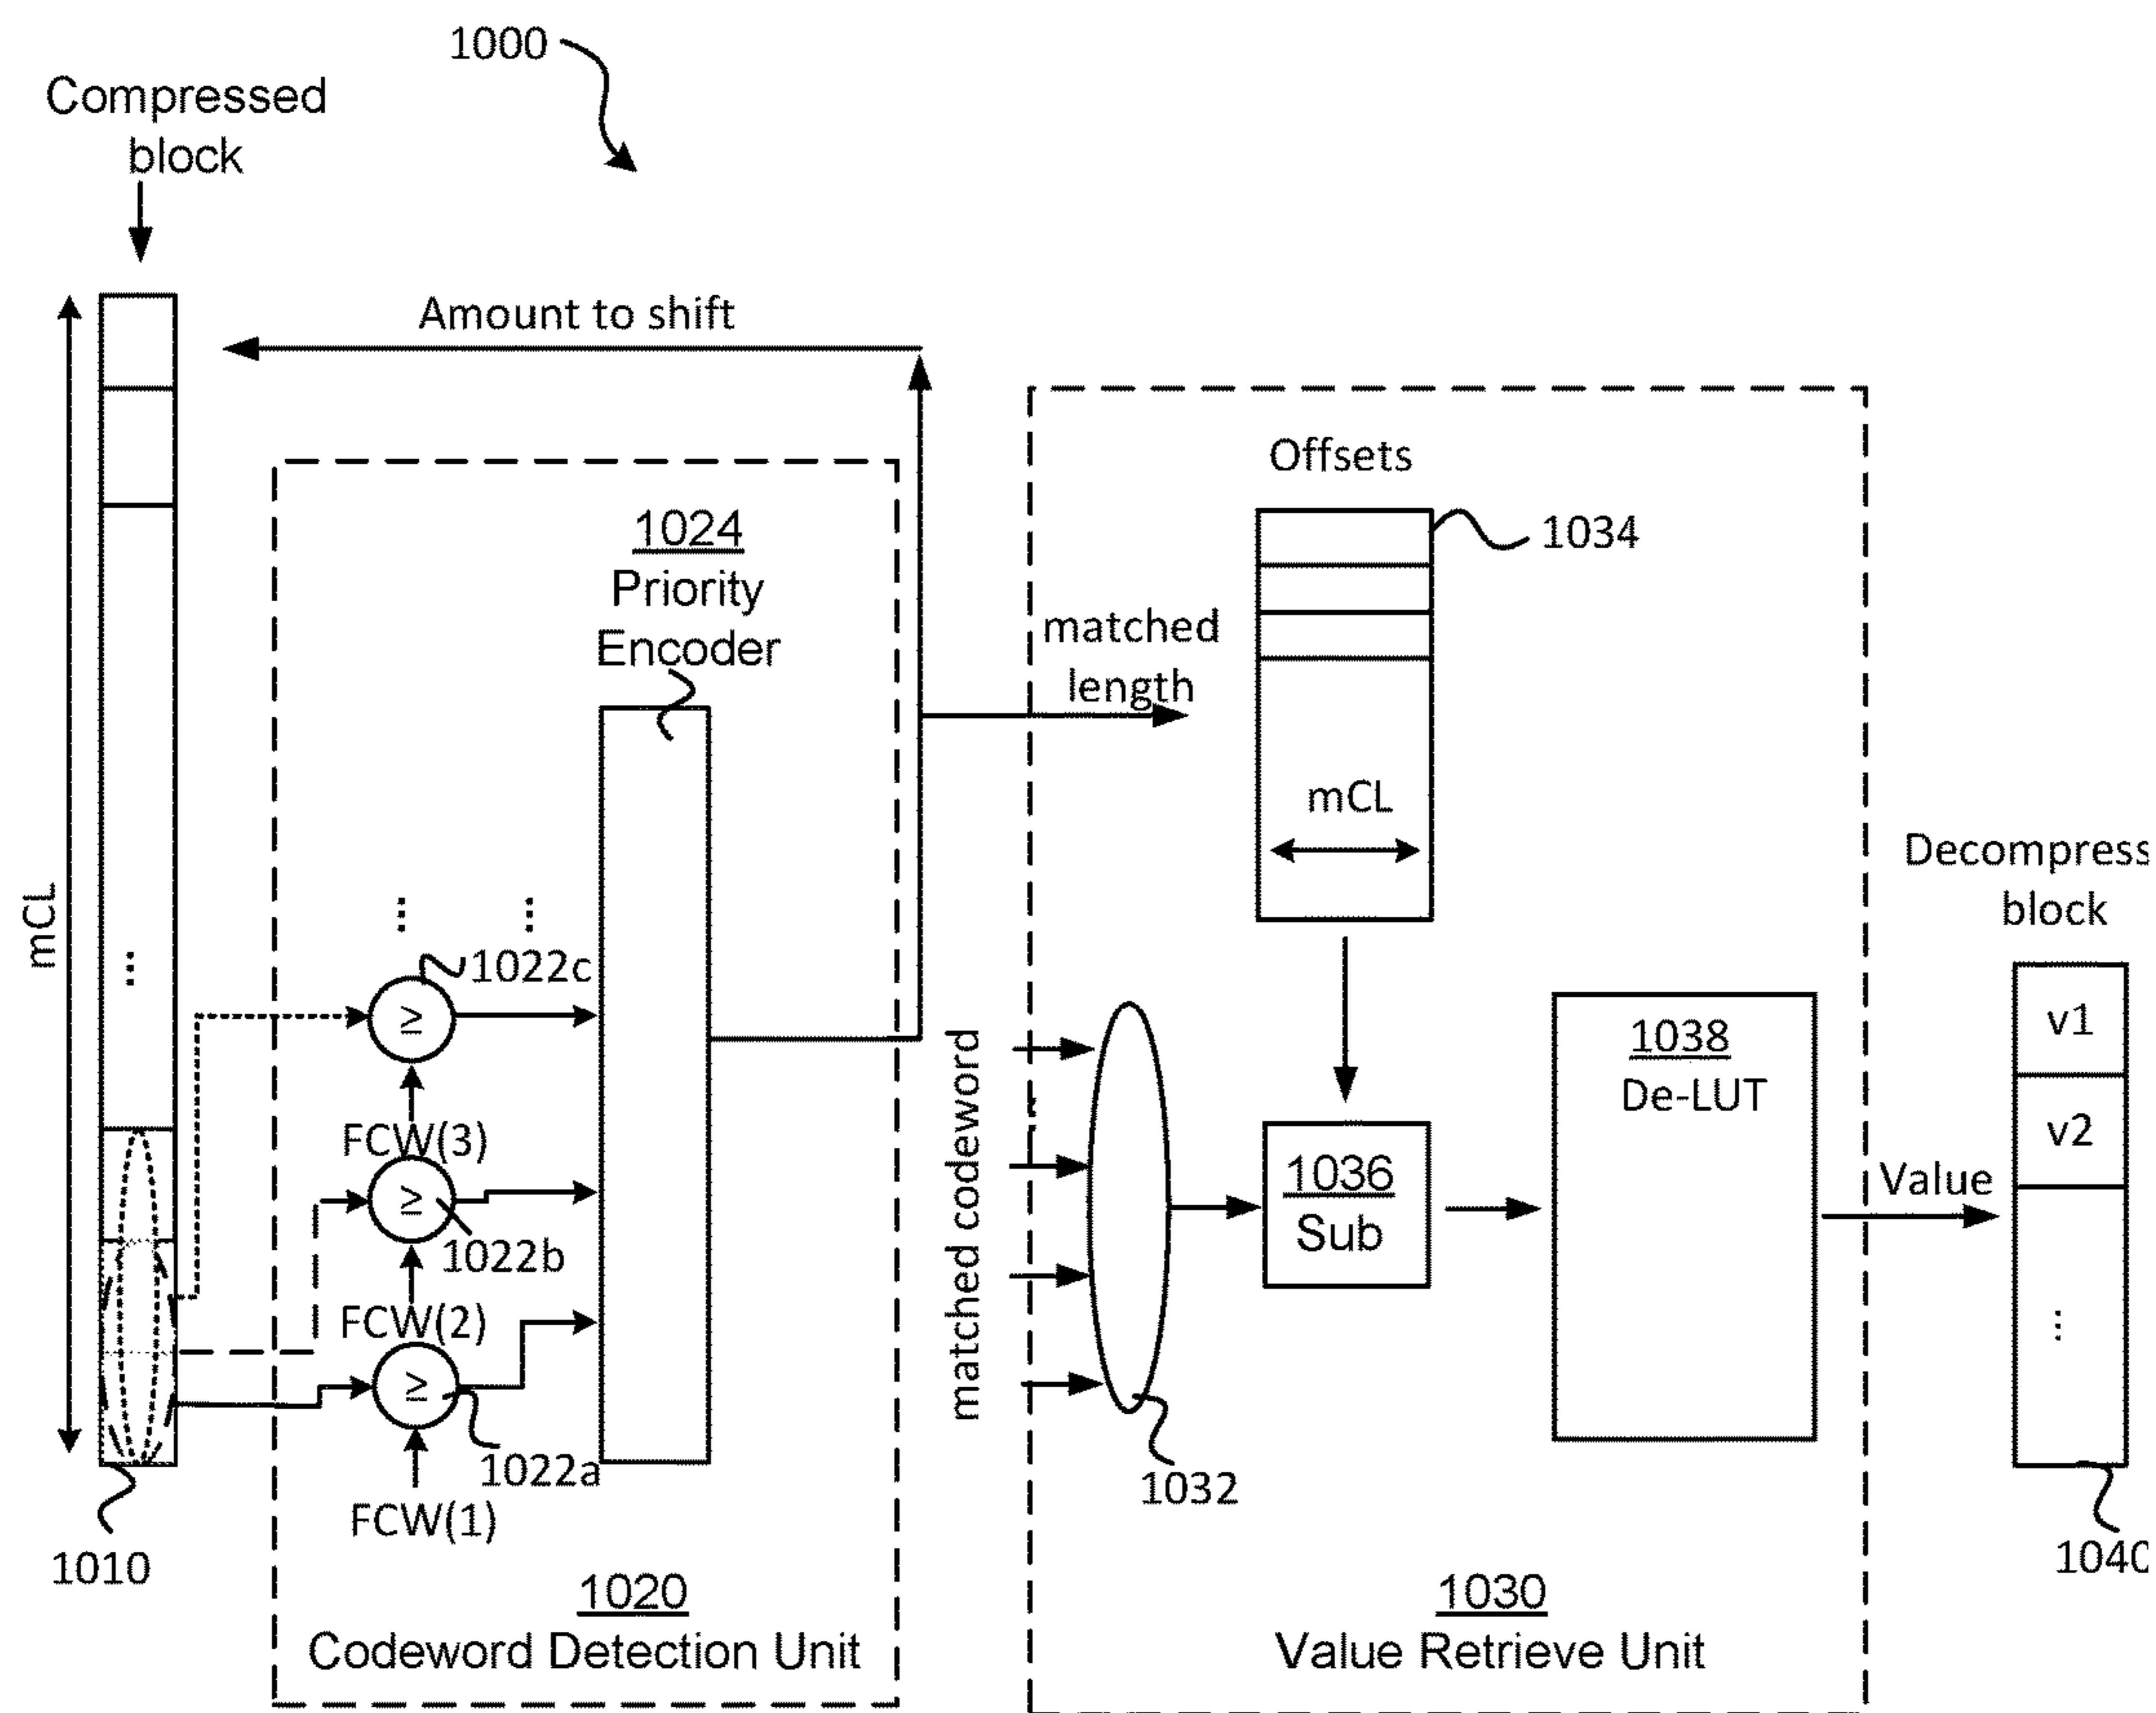 1000
Compressed
block
Amount to shift
mCL
...
1024
Priority
Encoder
...
...
1022c
≥
FCW(3)
≥
1022b
FCW(2)
≥
1022a
FCW(1)
1010
1020
Codeword Detection Unit
Offsets
1034
matched
length
mCL
matched codeword
1032
1036
Sub
1038
De-LUT
Value
1030
Value Retrieve Unit
Decompress
block
v1
v2
...
1040